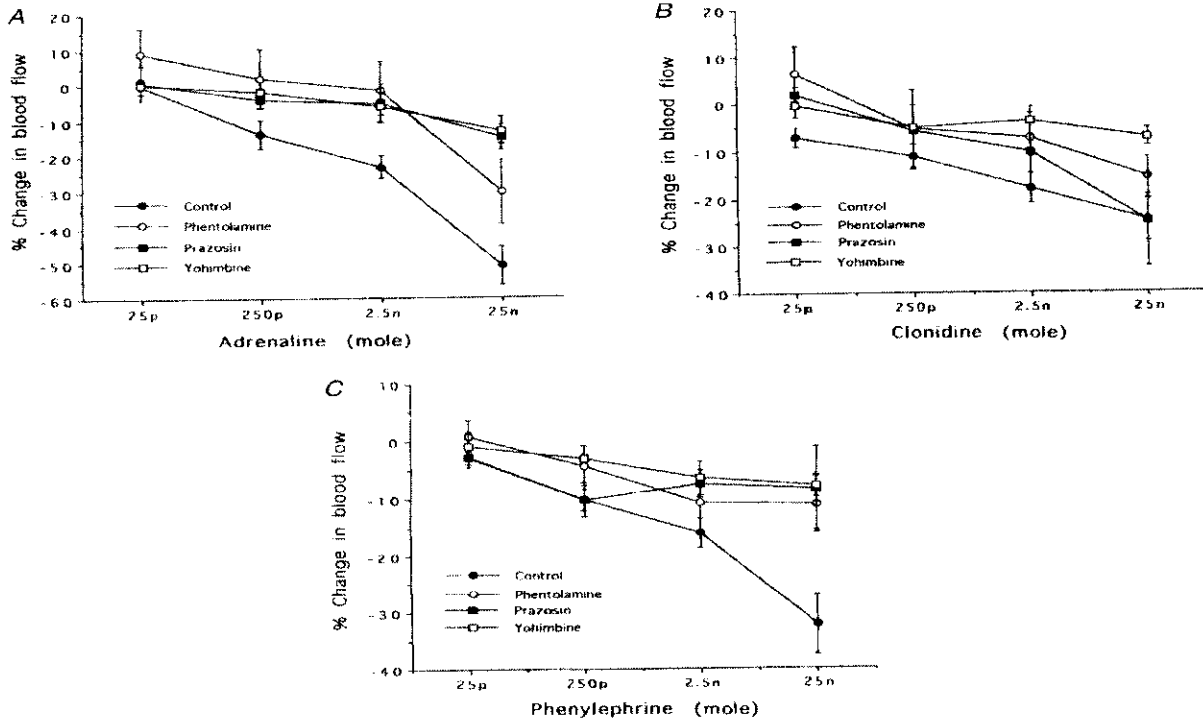 A
% Change in blood flow
20
10
0
-10
-20
-30
-40
-50
-60
Control
Phentolamine
Prazosin
Yohimbine
25p
250p
2.5n
25n
Adrenaline (mole)
B
% Change in blood flow
20
10
0
-10
-20
-30
-40
Control
Phentolamine
Prazosin
Yohimbine
25p
250p
2.5n
25n
Clonidine (mole)
C
% Change in blood flow
10
0
-10
-20
-30
-40
Control
Phentolamine
Prazosin
Yohimbine
25p
250p
2.5n
25n
Phenylephrine (mole)